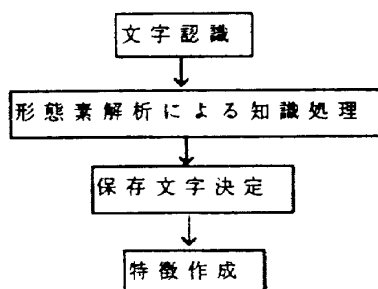 文字認識
形態素解析による知識処理
保存文字決定
特徴作成